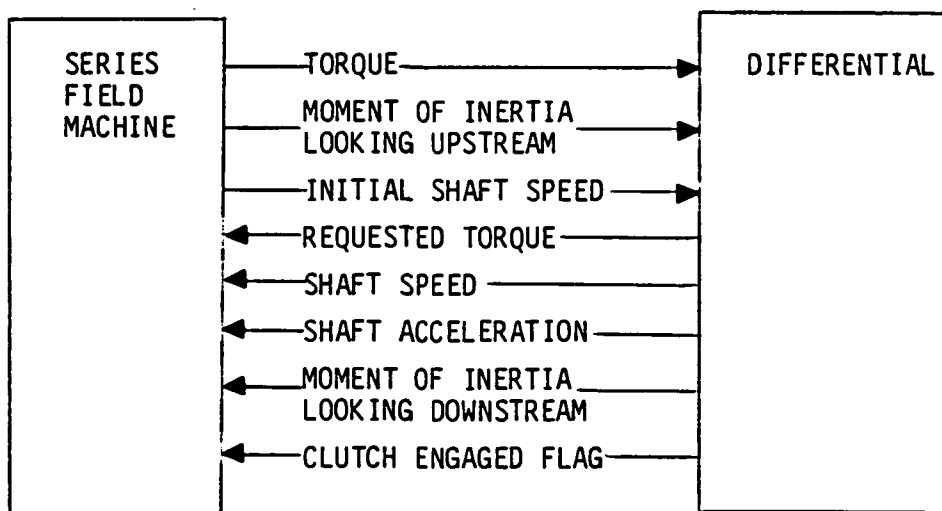 SERIES
FIELD
MACHINE
TORQUE
MOMENT OF INERTIA
LOOKING UPSTREAM
INITIAL SHAFT SPEED
REQUESTED TORQUE
SHAFT SPEED
SHAFT ACCELERATION
MOMENT OF INERTIA
LOOKING DOWNSTREAM
CLUTCH ENGAGED FLAG
DIFFERENTIAL